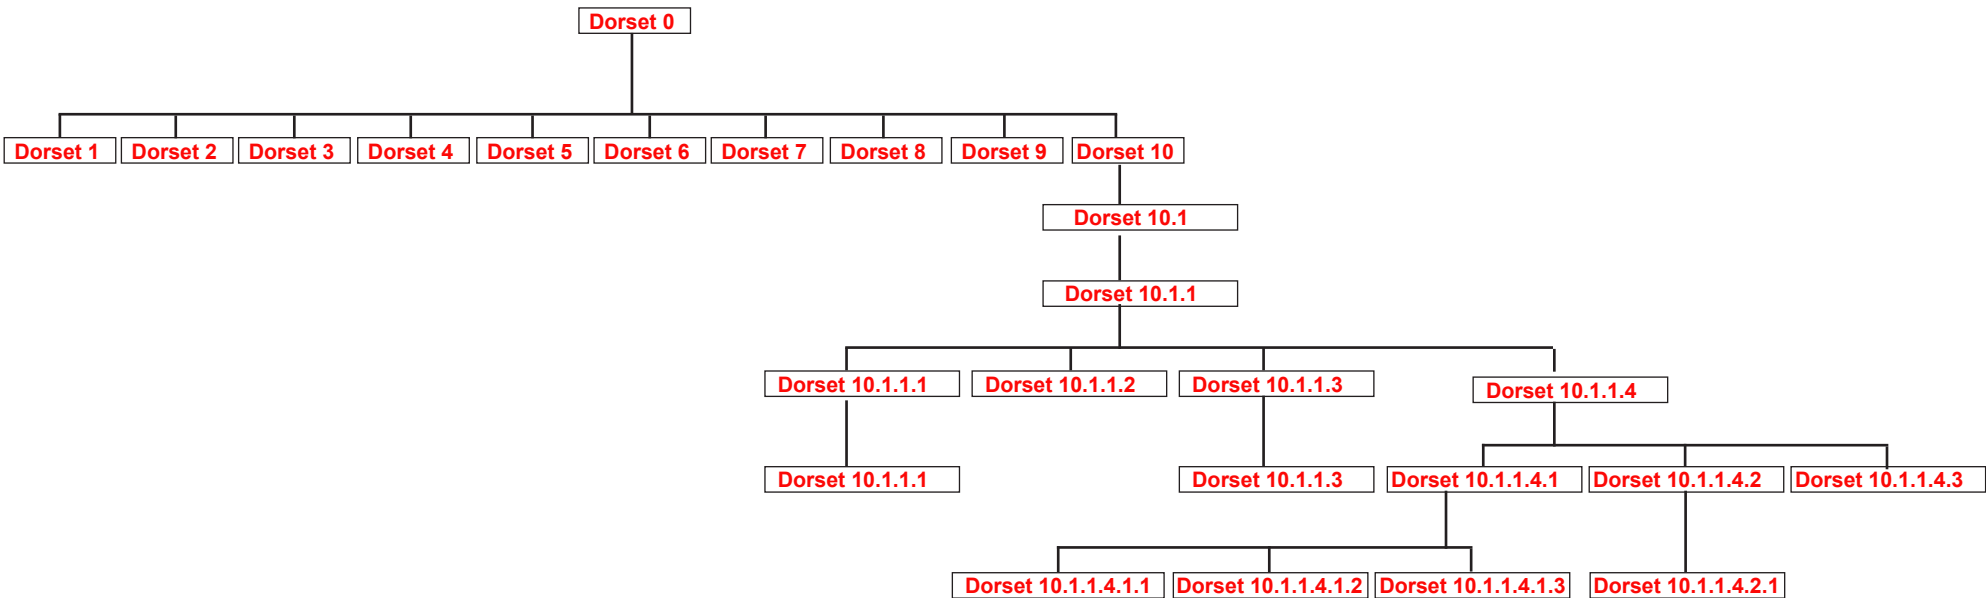 Dorset 0
Dorset 1
Dorset 2
Dorset 3
Dorset 4
Dorset 5
Dorset 6
Dorset 7
Dorset 8
Dorset 9
Dorset 10
Dorset 10.1
Dorset 10.1.1
Dorset 10.1.1.1
Dorset 10.1.1.2
Dorset 10.1.1.3
Dorset 10.1.1.4
Dorset 10.1.1.1
Dorset 10.1.1.3
Dorset 10.1.1.4.1
Dorset 10.1.1.4.2
Dorset 10.1.1.4.3
Dorset 10.1.1.4.1.1
Dorset 10.1.1.4.1.2
Dorset 10.1.1.4.1.3
Dorset 10.1.1.4.2.1